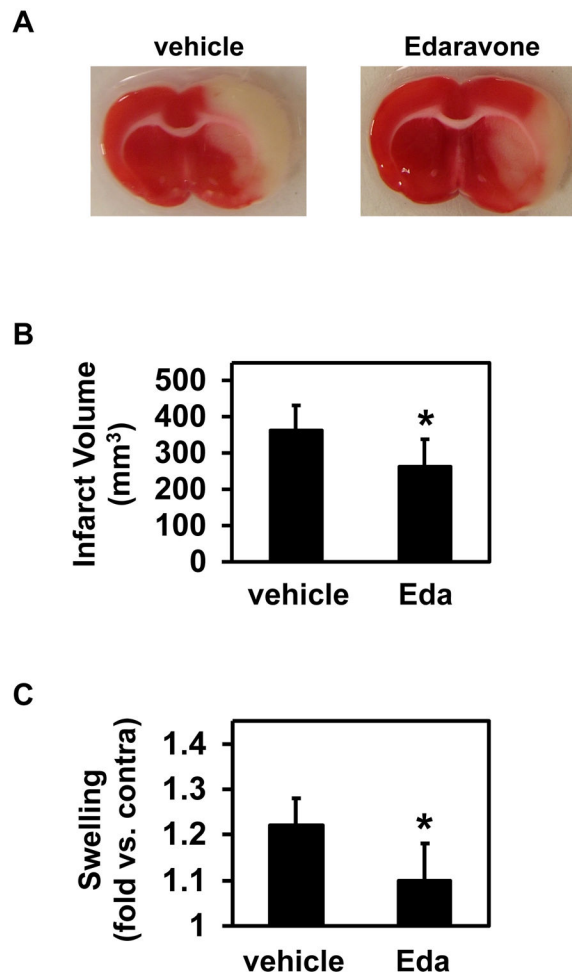 A
vehicle
Edaravone
B
Infarct Volume
(mm³)
500
400
300
200
100
0
*
vehicle
Eda
C
Swelling
(fold vs. contra)
1.4
1.3
1.2
1.1
1
*
vehicle
Eda